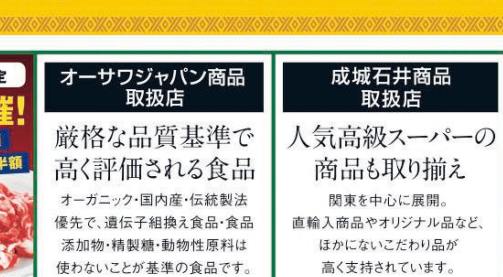 定
催!
半額
オーサワジャパン商品
取扱店
厳格な品質基準で
高く評価される食品
オーガニック・国内産・伝統製法
優先で、遺伝子組換え食品・食品
添加物・精製糖・動物性原料は
使わないことが基準の食品です。
成城石井商品
取扱店
人気高級スーパーの
商品も取り揃え
関東を中心に展開。
直輸入商品やオリジナル品など、
ほかにないこだわり品が
高く支持されています。